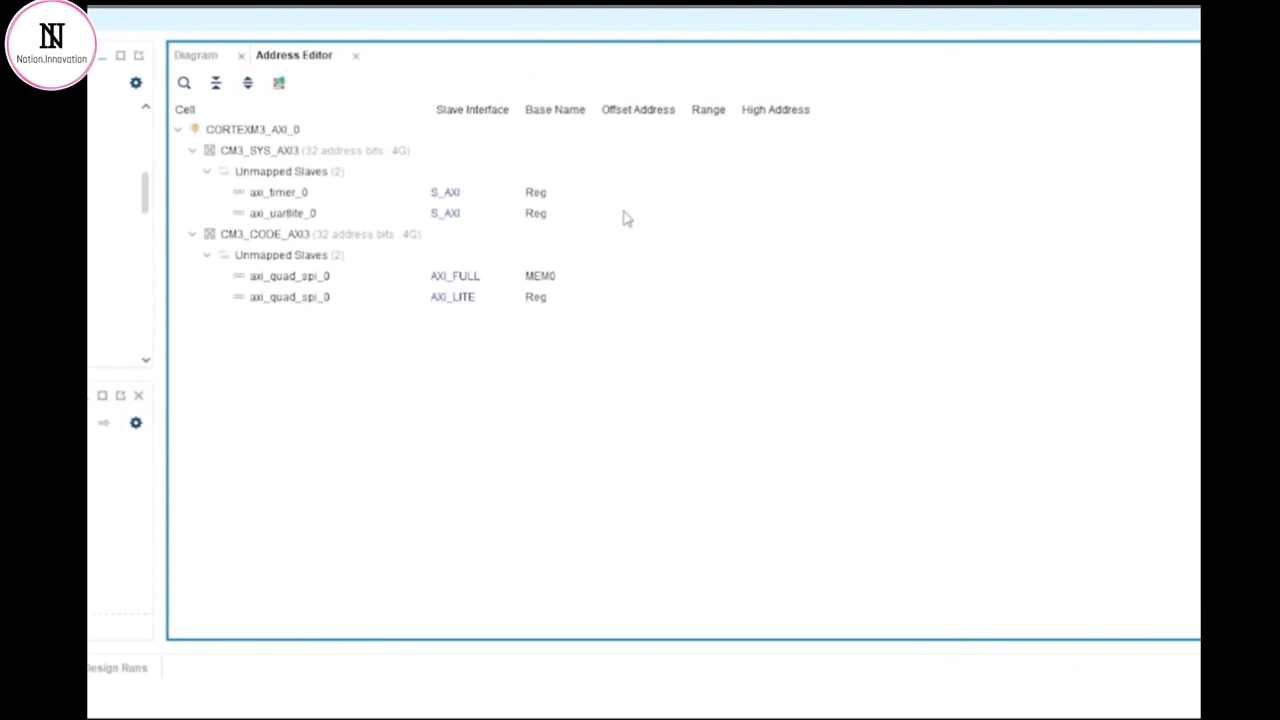 NI
Nation.Innovation
Diagram Address Editor
Cell Slave Interface Base Name Offset Address Range High Address
CORTEXM3_AXI_0
CM3_SYS_AXI3 (32 address bits : 4G)
Unmapped Slaves (2)
axi_timer_0 S_AXI Reg
axi_uartlite_0 S_AXI Reg
CM3_CODE_AXI3 (32 address bits : 4G)
Unmapped Slaves (2)
axi_quad_spi_0 AXI_FULL MEM0
axi_quad_spi_0 AXI_LITE Reg
Design Runs